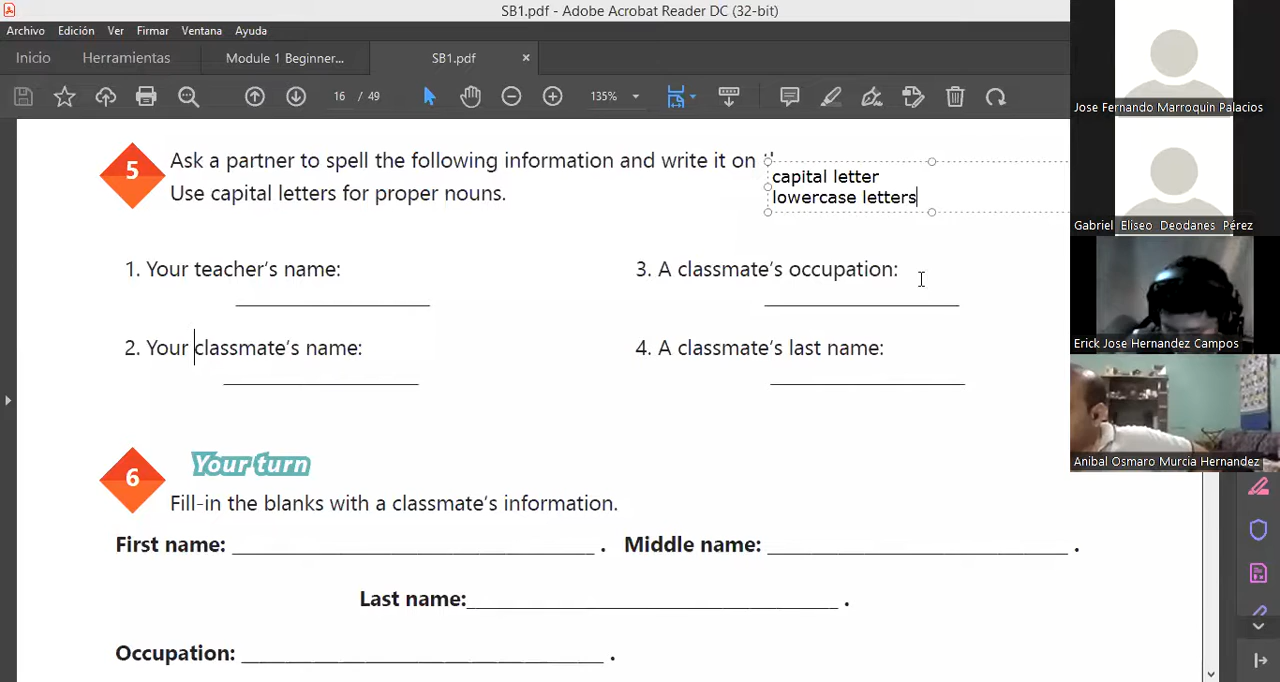 SB1.pdf - Adobe Acrobat Reader DC (32-bit)
Archivo Edición Ver Firmar Ventana Ayuda
Inicio Herramientas Module 1 Beginner... SB1.pdf ×
16 / 49 135%
5 Ask a partner to spell the following information and write it on
Use capital letters for proper nouns.
capital letter
lowercase letters
1. Your teacher's name:
3. A classmate's occupation:
2. Your classmate's name:
4. A classmate's last name:
6 Your turn
Fill-in the blanks with a classmate's information.
First name: . Middle name: .
Last name: .
Occupation: .
Jose Fernando Marroquin Palacios
Gabriel Eliseo Deodanes Pérez
Erick Jose Hernandez Campos
Anibal Osmaro Murcia Hernandez